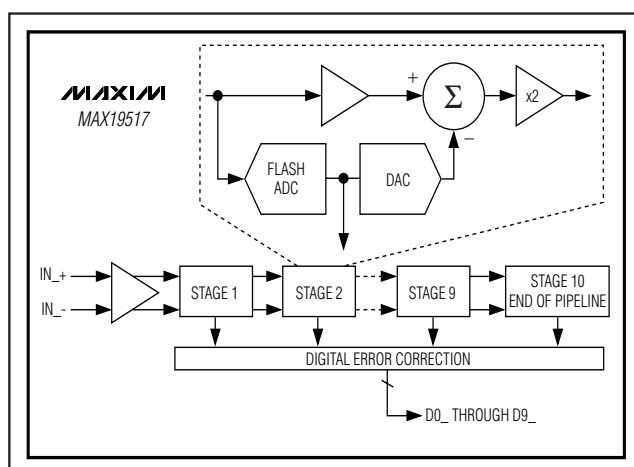 MAXIM
MAX19517
+
Σ
x2
−
FLASH
ADC
DAC
IN_+
IN_-
STAGE 1
STAGE 2
STAGE 9
STAGE 10
END OF PIPELINE
DIGITAL ERROR CORRECTION
D0_ THROUGH D9_